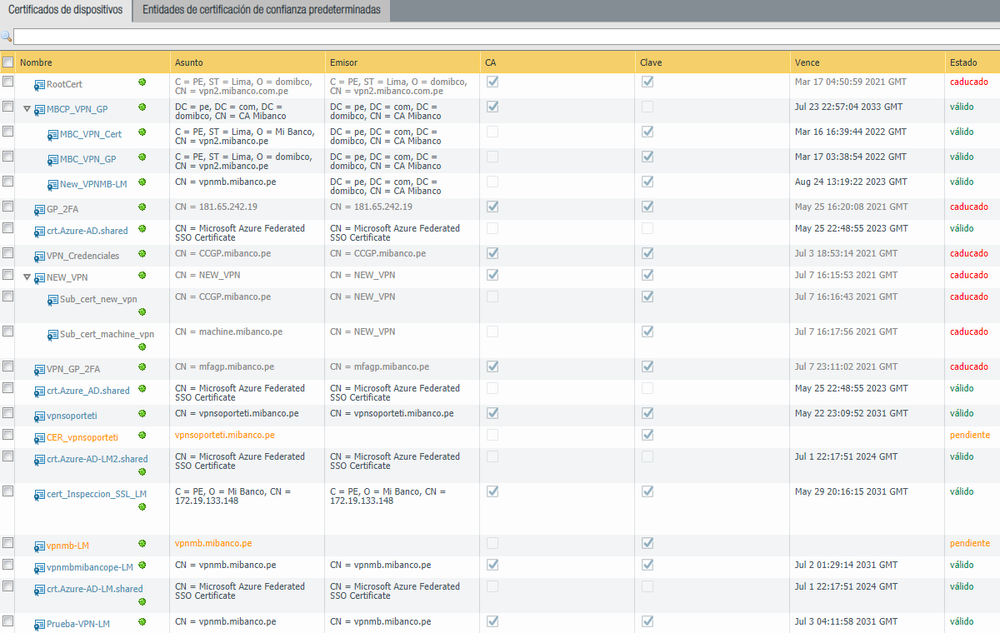 Certificados de dispositivos Entidades de certificación de confianza predeterminadas
Nombre Asunto Emisor CA Clave Vence Estado
RootCert C = PE, ST = Lima, O = domibco, C = PE, ST = Lima, O = domibco, Mar 17 04:50:59 2021 GMT caducado
CN = vpn2.mibanco.com.pe CN = vpn2.mibanco.com.pe
MBCP_VPN_GP DC = pe, DC = com, DC = DC = pe, DC = com, DC = Jul 23 22:57:04 2033 GMT válido
domibco, CN = CA Mibanco domibco, CN = CA Mibanco
MBC_VPN_Cert C = PE, ST = Lima, O = Mi Banco, DC = pe, DC = com, DC = Mar 16 16:39:44 2022 GMT válido
CN = vpn2.mibanco.pe domibco, CN = CA Mibanco
MBC_VPN_GP C = PE, ST = Lima, O = domibco, DC = pe, DC = com, DC = Mar 17 03:38:54 2022 GMT válido
CN = vpn2.mibanco.pe domibco, CN = CA Mibanco
New_VPNMB-LM CN = vpnmb.mibanco.pe DC = pe, DC = com, DC = Aug 24 13:19:22 2023 GMT válido
domibco, CN = CA Mibanco
GP_2FA CN = 181.65.242.19 CN = 181.65.242.19 May 25 16:20:08 2021 GMT caducado
crt.Azure-AD.shared CN = Microsoft Azure Federated CN = Microsoft Azure Federated May 25 22:48:55 2023 GMT válido
SSO Certificate SSO Certificate
VPN_Credenciales CN = CCGP.mibanco.pe CN = CCGP.mibanco.pe Jul 3 18:53:14 2021 GMT caducado
NEW_VPN CN = NEW_VPN CN = NEW_VPN Jul 7 16:15:53 2021 GMT caducado
Sub_cert_new_vpn CN = CCGP.mibanco.pe CN = NEW_VPN Jul 7 16:16:43 2021 GMT caducado
Sub_cert_machine_vpn CN = machine.mibanco.pe CN = NEW_VPN Jul 7 16:17:56 2021 GMT caducado
VPN_GP_2FA CN = mfagp.mibanco.pe CN = mfagp.mibanco.pe Jul 7 23:11:02 2021 GMT caducado
crt.Azure_AD.shared CN = Microsoft Azure Federated CN = Microsoft Azure Federated May 25 22:48:55 2023 GMT válido
SSO Certificate SSO Certificate
vpnsoporteti CN = vpnsoporteti.mibanco.pe CN = vpnsoporteti.mibanco.pe May 22 23:09:52 2031 GMT válido
CER_vpnsoporteti vpnsoporteti.mibanco.pe pendiente
crt.Azure-AD-LM2.shared CN = Microsoft Azure Federated CN = Microsoft Azure Federated Jul 1 22:17:51 2024 GMT válido
SSO Certificate SSO Certificate
cert_Inspeccion_SSL_LM C = PE, O = Mi Banco, CN = C = PE, O = Mi Banco, CN = May 29 20:16:15 2031 GMT válido
172.19.133.148 172.19.133.148
vpnmb-LM vpnmb.mibanco.pe pendiente
vpnmbmibancope-LM CN = vpnmb.mibanco.pe CN = vpnmb.mibanco.pe Jul 2 01:29:14 2031 GMT válido
crt.Azure-AD-LM.shared CN = Microsoft Azure Federated CN = Microsoft Azure Federated Jul 1 22:17:51 2024 GMT válido
SSO Certificate SSO Certificate
Prueba-VPN-LM CN = vpnmb.mibanco.pe CN = vpnmb.mibanco.pe Jul 3 04:11:58 2031 GMT válido